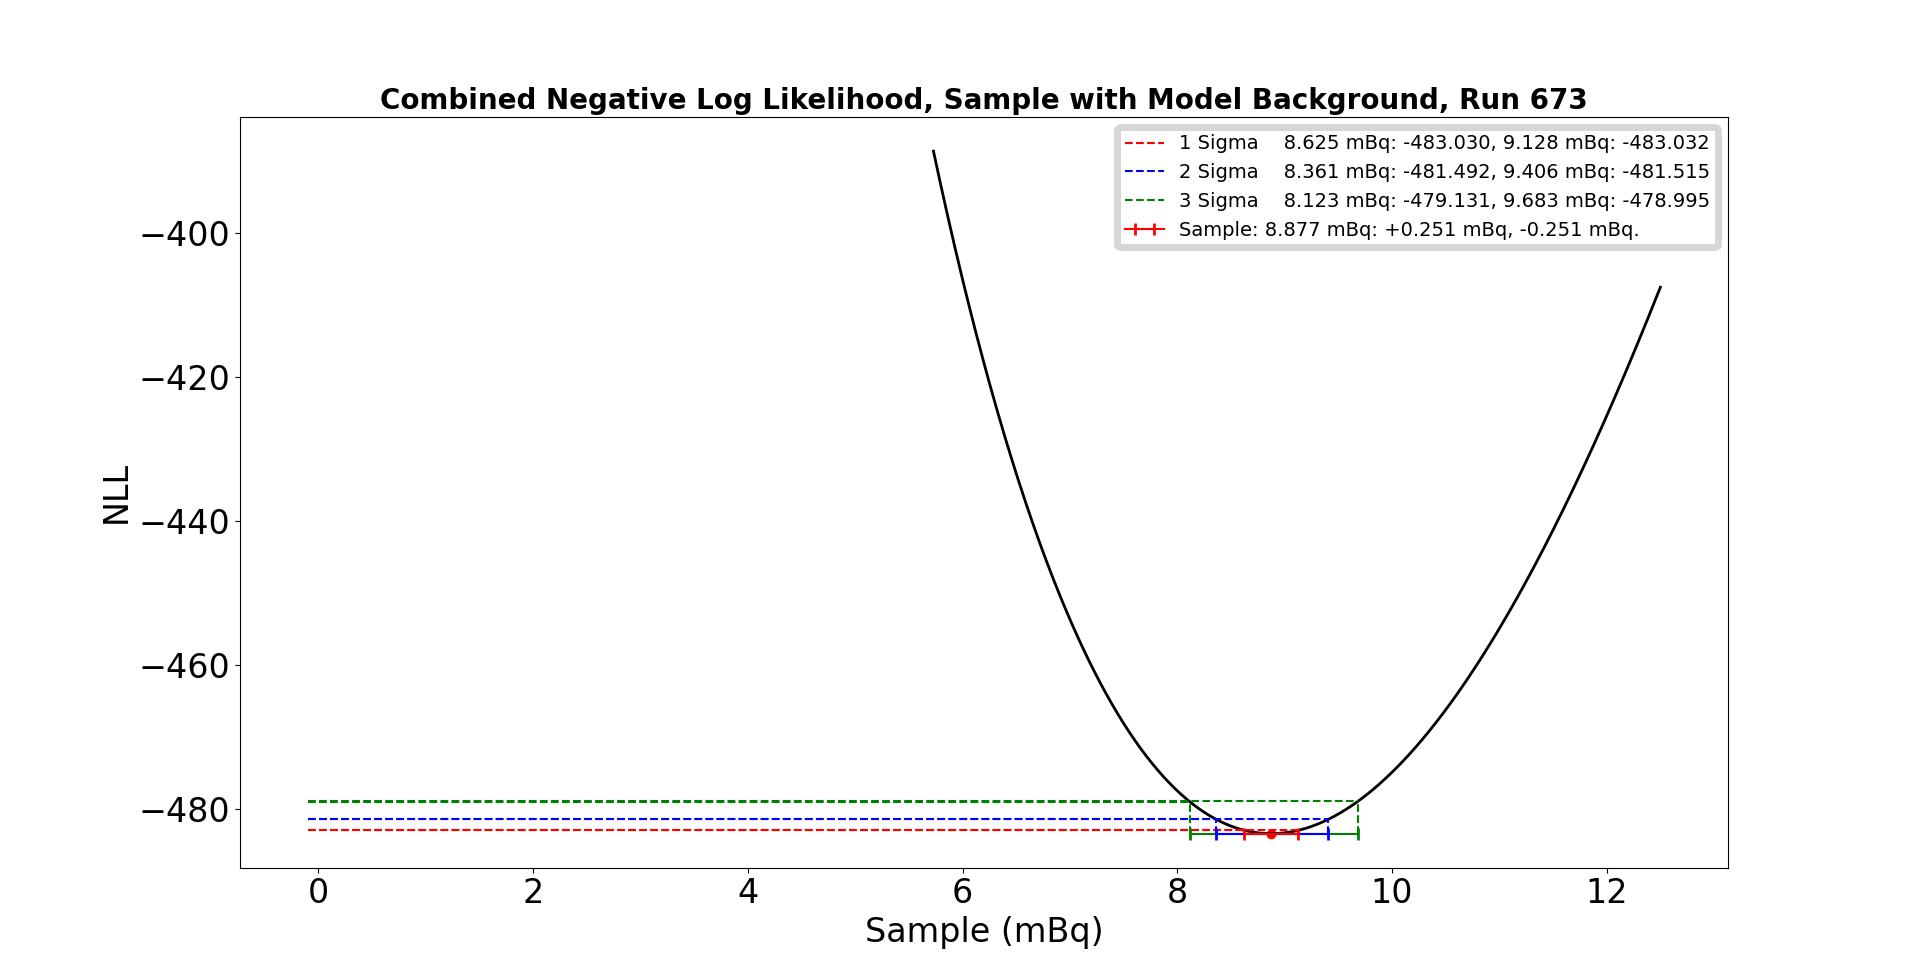 Combined Negative Log Likelihood, Sample with Model Background, Run 673
1 Sigma    8.625 mBq: -483.030, 9.128 mBq: -483.032
2 Sigma    8.361 mBq: -481.492, 9.406 mBq: -481.515
3 Sigma    8.123 mBq: -479.131, 9.683 mBq: -478.995
Sample: 8.877 mBq: +0.251 mBq, -0.251 mBq.
NLL
−400
−420
−440
−460
−480
0 2 4 6 8 10 12
Sample (mBq)